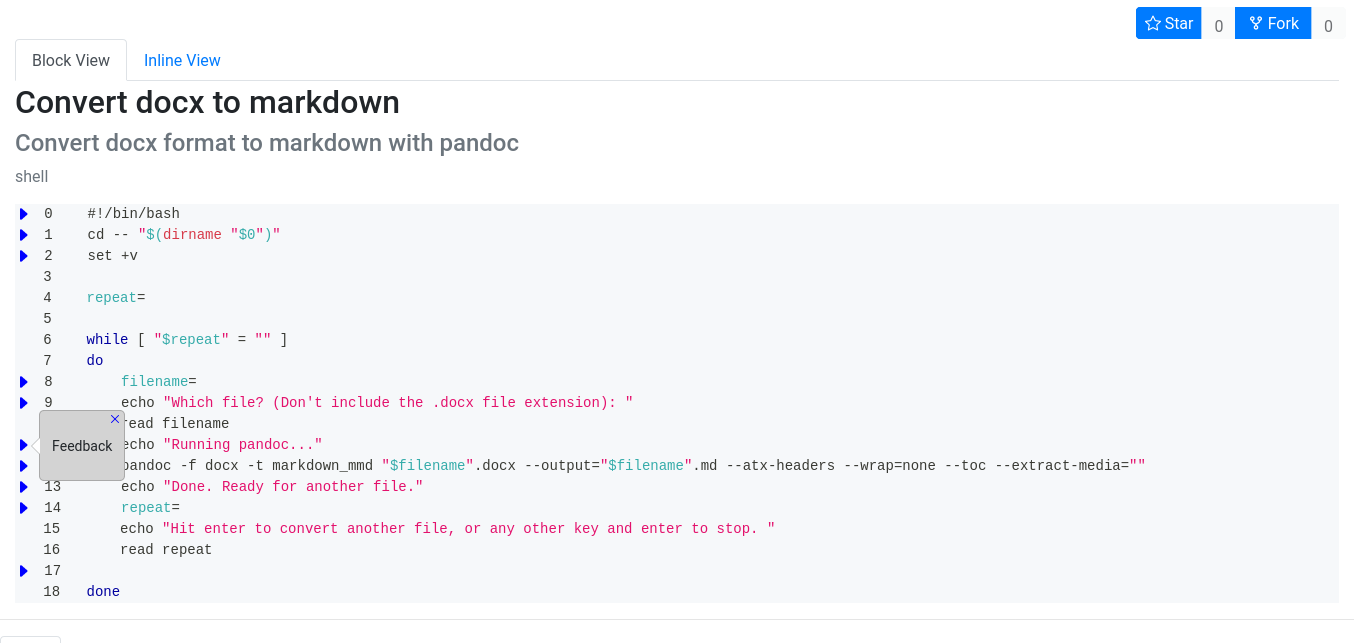 Star 0 Fork 0
Block View Inline View
Convert docx to markdown
Convert docx format to markdown with pandoc
shell
0 #!/bin/bash
1 cd -- "$(dirname "$0")"
2 set +v
3
4 repeat=
5
6 while [ "$repeat" = "" ]
7 do
8 filename=
9 echo "Which file? (Don't include the .docx file extension): "
read filename
Feedback echo "Running pandoc..."
pandoc -f docx -t markdown_mmd "$filename".docx --output="$filename".md --atx-headers --wrap=none --toc --extract-media=""
13 echo "Done. Ready for another file."
14 repeat=
15 echo "Hit enter to convert another file, or any other key and enter to stop. "
16 read repeat
17
18 done